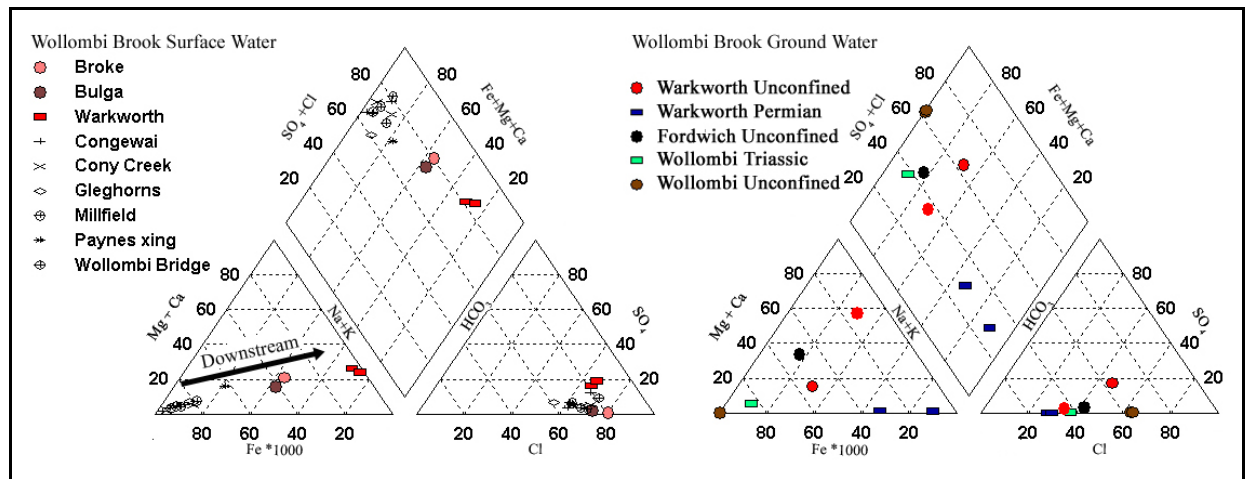 Wollombi Brook Surface Water
Broke
Bulga
Warkworth
Congewai
Cony Creek
Gleghorns
Millfield
Paynes xing
Wollombi Bridge
80
60
40
20
SO4+Cl
80
60
40
20
Fe+Mg+Ca
80
60
40
20
Mg + Ca
Na+K
Downstream
80
60
40
20
Fe *1000
HCO3
SO4
80
60
40
20
20
40
60
80
Cl
Wollombi Brook Ground Water
Warkworth Unconfined
Warkworth Permian
Fordwich Unconfined
Wollombi Triassic
Wollombi Unconfined
80
60
40
20
SO4+Cl
80
60
40
20
Fe+Mg+Ca
80
60
40
20
Mg + Ca
Na+K
80
60
40
20
Fe *1000
HCO3
SO4
80
60
40
20
20
40
60
80
Cl